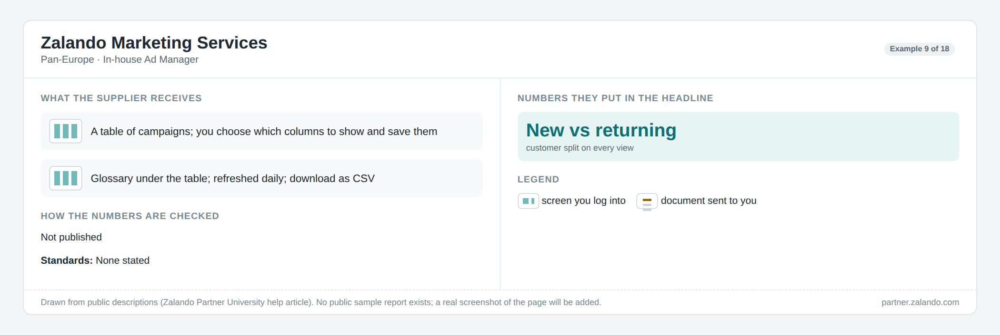 Zalando Marketing Services
Pan-Europe · In-house Ad Manager
Example 9 of 18
WHAT THE SUPPLIER RECEIVES
A table of campaigns; you choose which columns to show and save them
Glossary under the table; refreshed daily; download as CSV
HOW THE NUMBERS ARE CHECKED
Not published
Standards: None stated
NUMBERS THEY PUT IN THE HEADLINE
New vs returning
customer split on every view
LEGEND
screen you log into document sent to you
Drawn from public descriptions (Zalando Partner University help article). No public sample report exists; a real screenshot of the page will be added.
partner.zalando.com